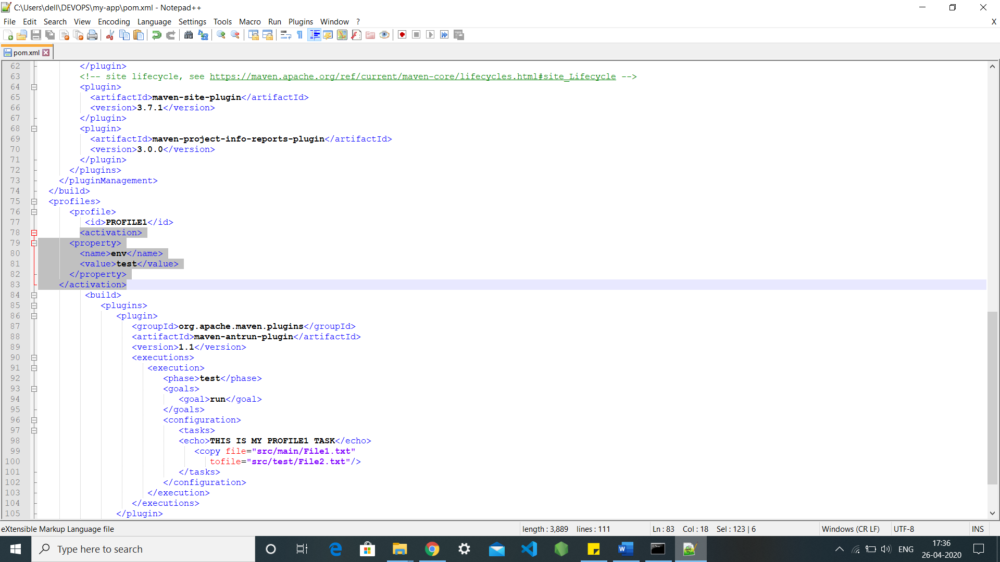 C:\Users\dell\DEVOPS\my-app\pom.xml - Notepad++
File Edit Search View Encoding Language Settings Tools Macro Run Plugins Window ? X
pom.xml
62 </plugin>
63 <!-- site lifecycle, see https://maven.apache.org/ref/current/maven-core/lifecycles.html#site_Lifecycle -->
64 <plugin>
65 <artifactId>maven-site-plugin</artifactId>
66 <version>3.7.1</version>
67 </plugin>
68 <plugin>
69 <artifactId>maven-project-info-reports-plugin</artifactId>
70 <version>3.0.0</version>
71 </plugin>
72 </plugins>
73 </pluginManagement>
74 </build>
75 <profiles>
76 <profile>
77 <id>PROFILE1</id>
78 <activation>
79 <property>
80 <name>env</name>
81 <value>test</value>
82 </property>
83 </activation>
84 <build>
85 <plugins>
86 <plugin>
87 <groupId>org.apache.maven.plugins</groupId>
88 <artifactId>maven-antrun-plugin</artifactId>
89 <version>1.1</version>
90 <executions>
91 <execution>
92 <phase>test</phase>
93 <goals>
94 <goal>run</goal>
95 </goals>
96 <configuration>
97 <tasks>
98 <echo>THIS IS MY PROFILE1 TASK</echo>
99 <copy file="src/main/File1.txt"
100 tofile="src/test/File2.txt"/>
101 </tasks>
102 </configuration>
103 </execution>
104 </executions>
105 </plugin>
eXtensible Markup Language file length : 3,889 lines : 111 Ln : 83 Col : 18 Sel : 123 | 6 Windows (CR LF) UTF-8 INS
Type here to search ENG 17:36
26-04-2020